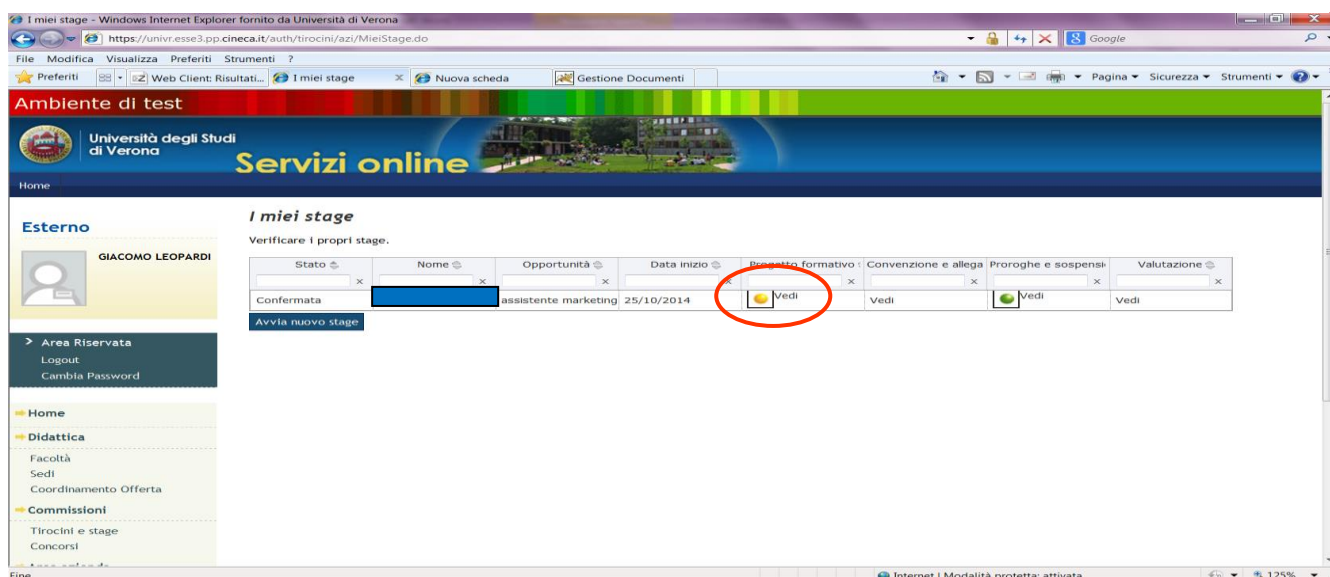 I miei stage - Windows Internet Explorer fornito da Università di Verona
https://univr.esse3.pp.cineca.it/auth/tirocini/azi/MieiStage.do
Google
File Modifica Visualizza Preferiti Strumenti ?
Preferiti Web Client: Risultati... I miei stage x Nuova scheda Gestione Documenti Pagina Sicurezza Strumenti
Ambiente di test
Università degli Studi
di Verona
Servizi online
Home
Esterno
GIACOMO LEOPARDI
> Area Riservata
Logout
Cambia Password
Home
Didattica
Facoltà
Sedi
Coordinamento Offerta
Commissioni
Tirocini e stage
Concorsi
I miei stage
Verificare i propri stage.
Stato Nome Opportunità Data inizio Progetto formativo Convenzione e allega Proroghe e sospensi Valutazione
x x x x x x x x
Confermata assistente marketing 25/10/2014 Vedi Vedi Vedi Vedi
Avvia nuovo stage
Fine Internet | Modalità protetta: attivata 125%